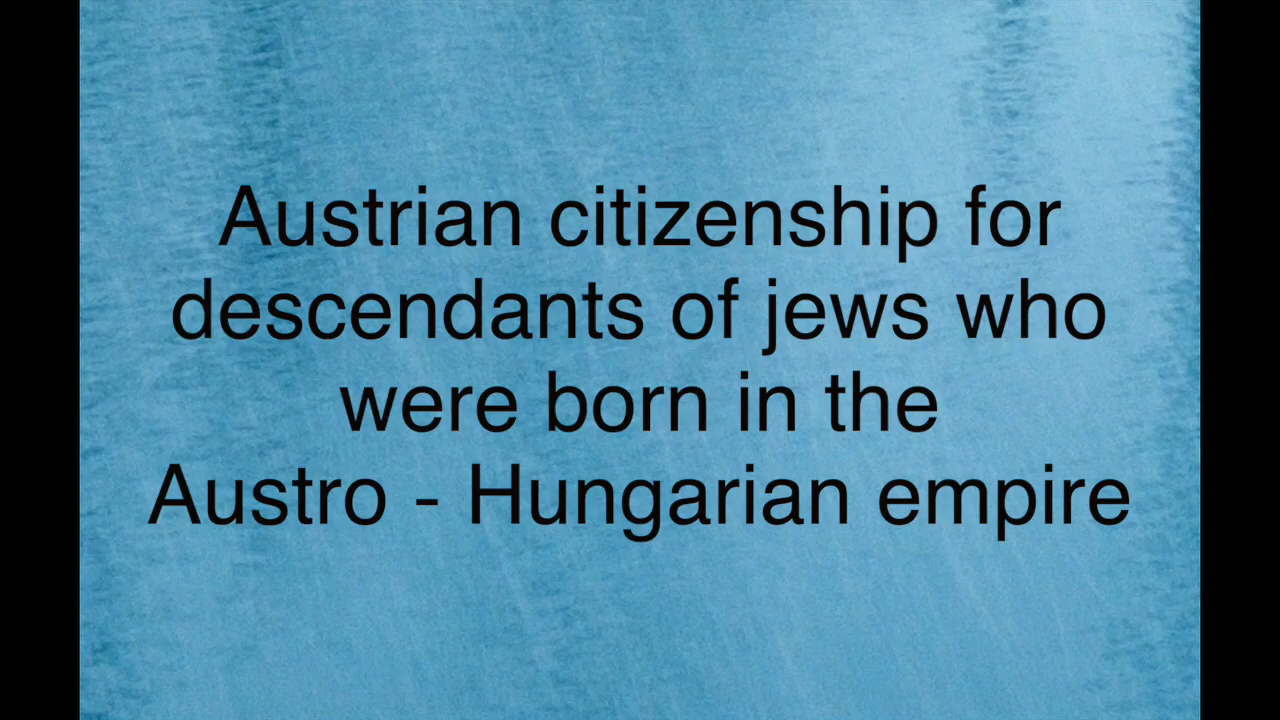 Austrian citizenship for
descendants of jews who
were born in the
Austro - Hungarian empire